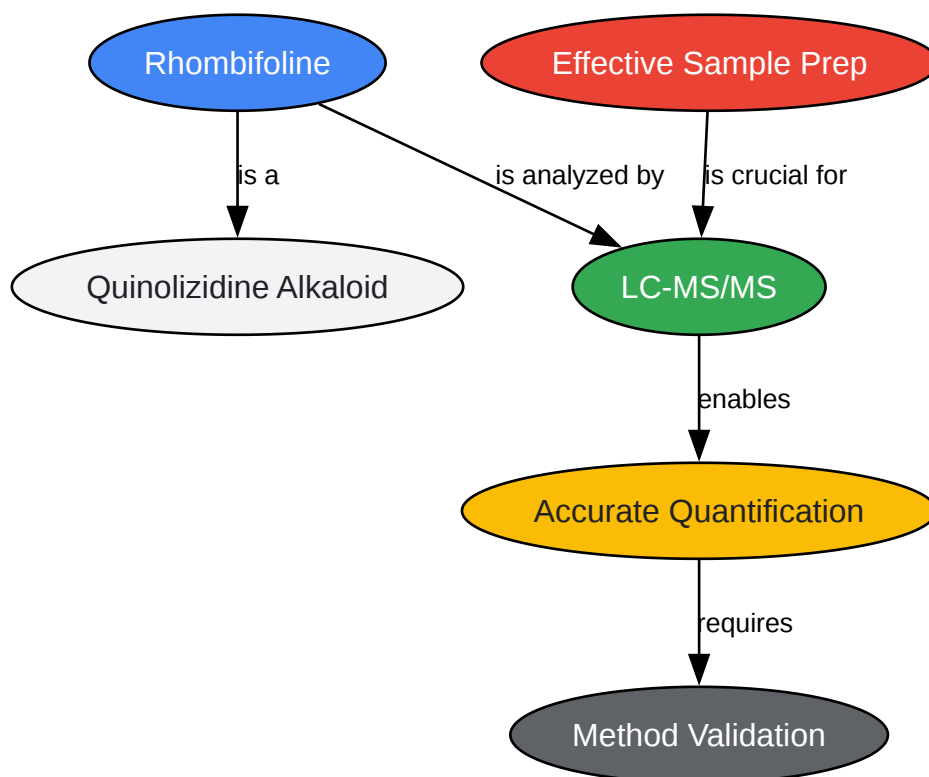 Rhombifoline
Effective Sample Prep
is a
is analyzed by
is crucial for
Quinolizidine Alkaloid
LC-MS/MS
enables
Accurate Quantification
requires
Method Validation